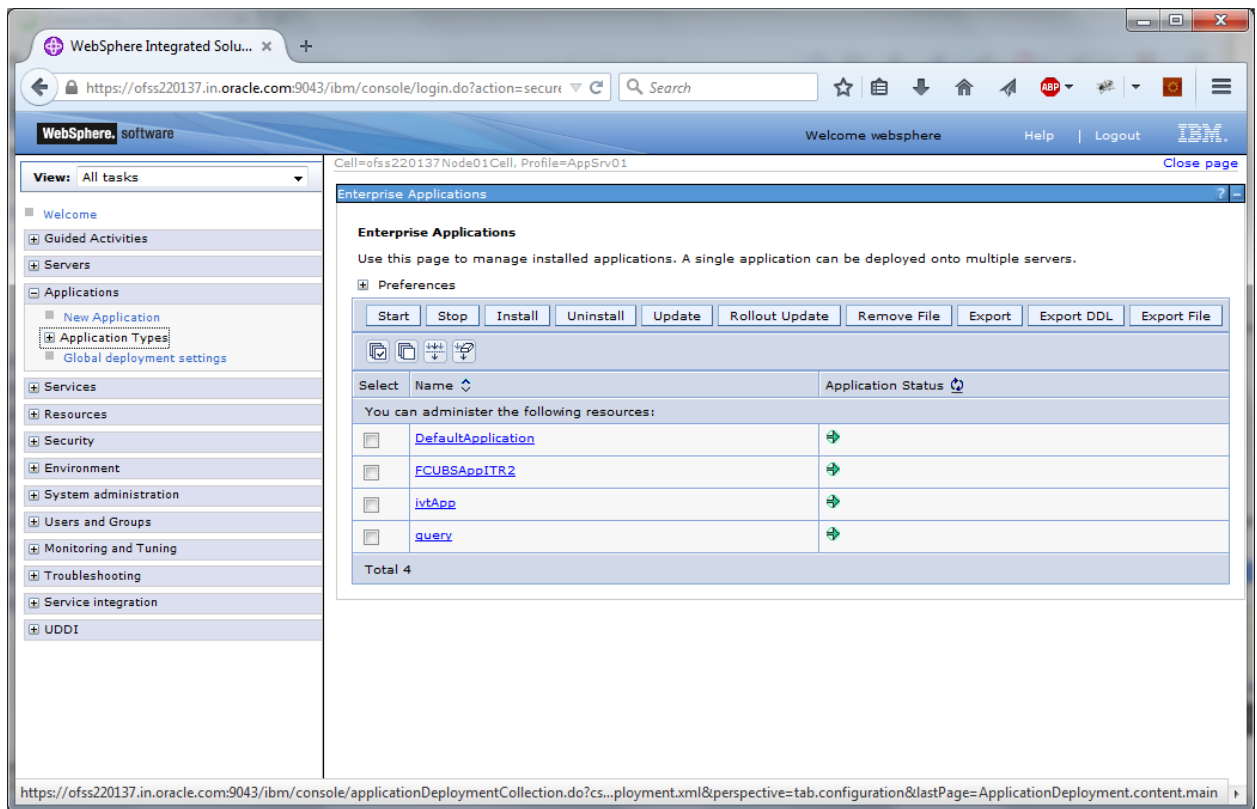 WebSphere Integrated Solu... ×
https://ofss220137.in.oracle.com:9043/ibm/console/login.do?action=secure
Search
ABP
WebSphere. software
Welcome websphere
Help | Logout
IBM.
View: All tasks
Welcome
Guided Activities
Servers
Applications
New Application
Application Types
Global deployment settings
Services
Resources
Security
Environment
System administration
Users and Groups
Monitoring and Tuning
Troubleshooting
Service integration
UDDI
Cell=ofss220137Node01Cell, Profile=AppSrv01
Close page
Enterprise Applications
Enterprise Applications
Use this page to manage installed applications. A single application can be deployed onto multiple servers.
Preferences
Start Stop Install Uninstall Update Rollout Update Remove File Export Export DDL Export File
Select Name Application Status
You can administer the following resources:
DefaultApplication
FCUBSAppITR2
ivtApp
query
Total 4
https://ofss220137.in.oracle.com:9043/ibm/console/applicationDeploymentCollection.do?cs...ployment.xml&perspective=tab.configuration&lastPage=ApplicationDeployment.content.main